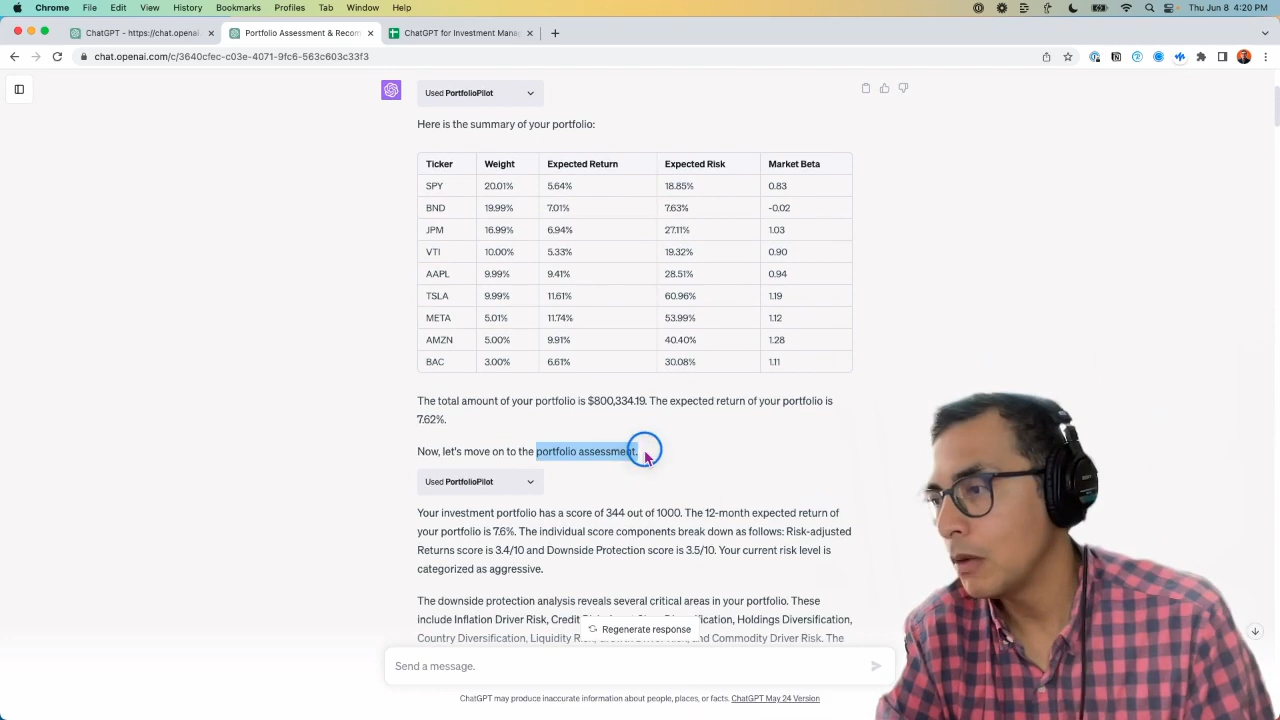 Chrome File Edit View History Bookmarks Profiles Tab Window Help Thu Jun 8 4:20 PM
ChatGPT - https://chat.openai. Portfolio Assessment & Recom ChatGPT for Investment Mana
chat.openai.com/c/3640cfec-c03e-4071-9fc6-563c603c33f3
Used PortfolioPilot
Here is the summary of your portfolio:
Ticker Weight Expected Return Expected Risk Market Beta
SPY 20.01% 5.64% 18.85% 0.83
BND 19.99% 7.01% 7.63% -0.02
JPM 16.99% 6.94% 27.11% 1.03
VTI 10.00% 5.33% 19.32% 0.90
AAPL 9.99% 9.41% 28.51% 0.94
TSLA 9.99% 11.61% 60.96% 1.19
META 5.01% 11.74% 53.99% 1.12
AMZN 5.00% 9.91% 40.40% 1.28
BAC 3.00% 6.61% 30.08% 1.11
The total amount of your portfolio is $800,334.19. The expected return of your portfolio is
7.62%.
Now, let's move on to the portfolio assessment.
Used PortfolioPilot
Your investment portfolio has a score of 344 out of 1000. The 12-month expected return of
your portfolio is 7.6%. The individual score components break down as follows: Risk-adjusted
Returns score is 3.4/10 and Downside Protection score is 3.5/10. Your current risk level is
categorized as aggressive.
The downside protection analysis reveals several critical areas in your portfolio. These
include Inflation Driver Risk, Credit Holdings Diversification,
Country Diversification, Liquidity and Commodity Driver Risk. The
Regenerate response
Send a message.
ChatGPT may produce inaccurate information about people, places, or facts. ChatGPT May 24 Version